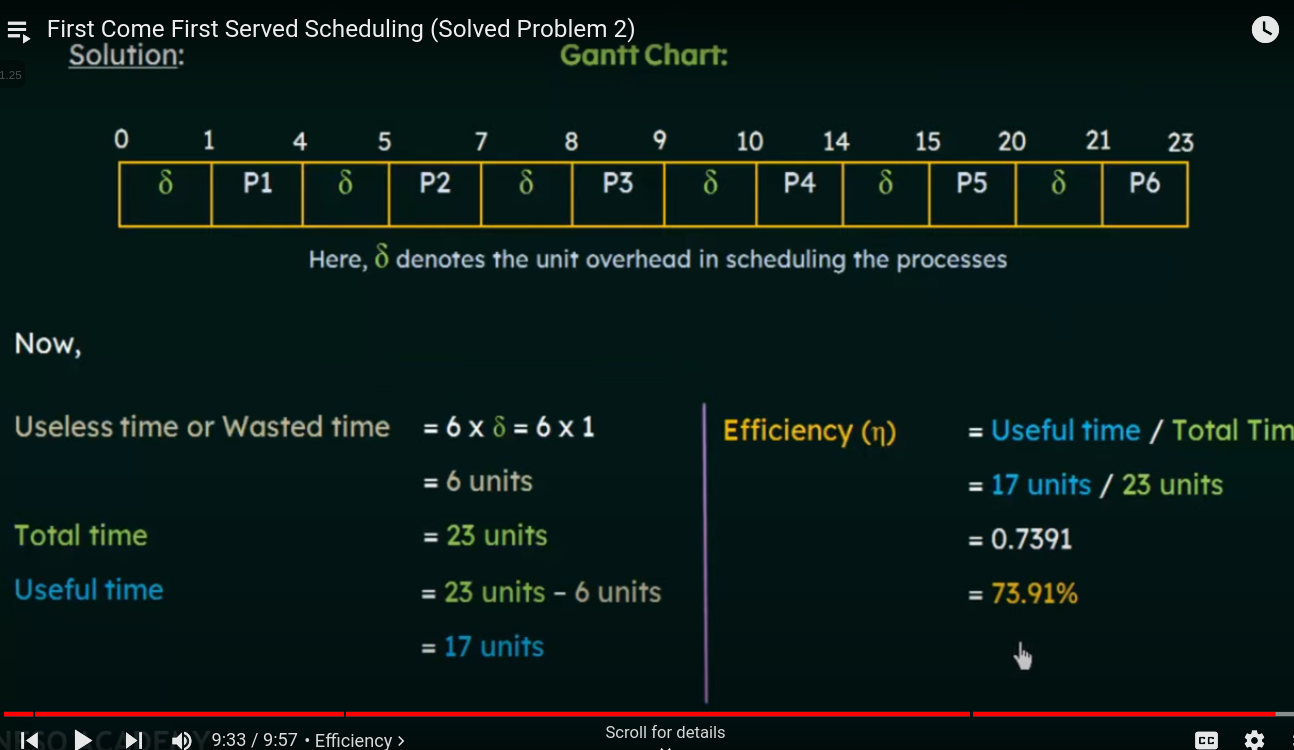 First Come First Served Scheduling (Solved Problem 2)
Solution: Gantt Chart:
1.25
0 1 4 5 7 8 9 10 14 15 20 21 23
δ P1 δ P2 δ P3 δ P4 δ P5 δ P6
Here, δ denotes the unit overhead in scheduling the processes
Now,
Useless time or Wasted time = 6 x δ = 6 x 1
= 6 units
Total time = 23 units
Useful time = 23 units – 6 units
= 17 units
Efficiency (η) = Useful time / Total Tim
= 17 units / 23 units
= 0.7391
= 73.91%
NESO ACADEMY
9:33 / 9:57 • Efficiency
Scroll for details
CC